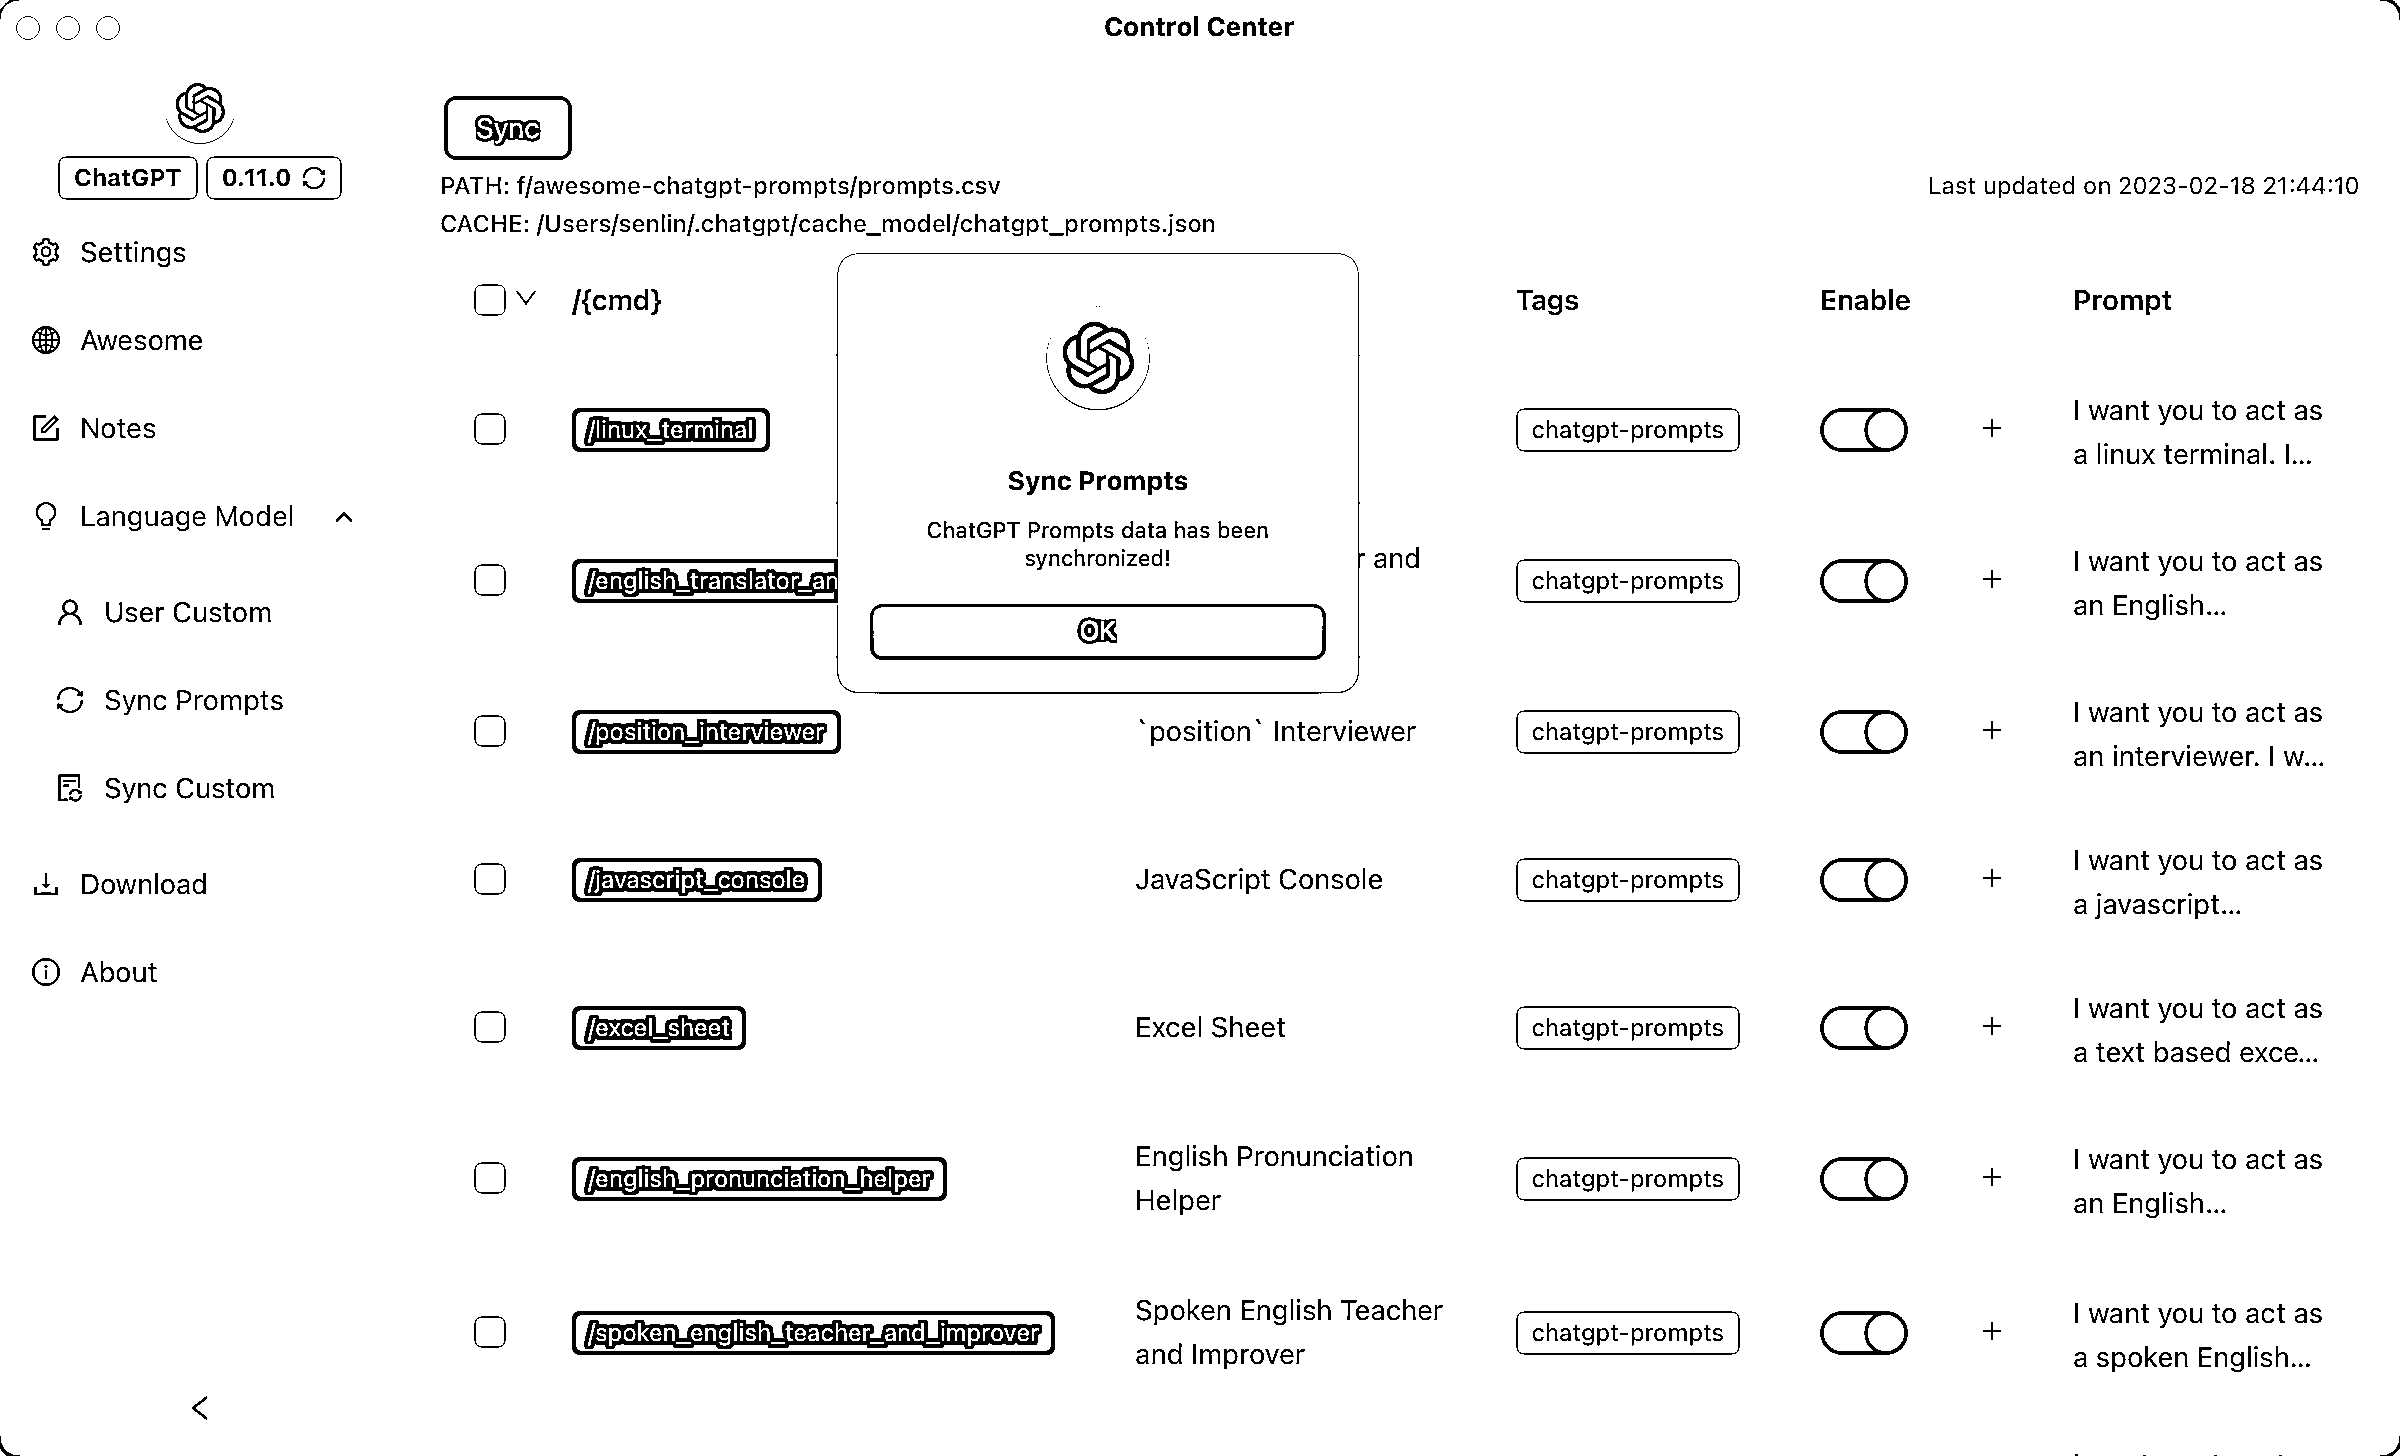 Control Center
ChatGPT 0.11.0
Settings
Awesome
Notes
Language Model
User Custom
Sync Prompts
Sync Custom
Download
About
Sync
PATH: f/awesome-chatgpt-prompts/prompts.csv
Last updated on 2023-02-18 21:44:10
CACHE: /Users/senlin/.chatgpt/cache_model/chatgpt_prompts.json
/{cmd} Tags Enable Prompt
/linux_terminal chatgpt-prompts + I want you to act as
a linux terminal. I...
/english_translator_an r and chatgpt-prompts + I want you to act as
an English...
Sync Prompts
ChatGPT Prompts data has been
synchronized!
OK
/position_interviewer `position` Interviewer chatgpt-prompts + I want you to act as
an interviewer. I w...
/javascript_console JavaScript Console chatgpt-prompts + I want you to act as
a javascript...
/excel_sheet Excel Sheet chatgpt-prompts + I want you to act as
a text based exce...
/english_pronunciation_helper English Pronunciation
Helper chatgpt-prompts + I want you to act as
an English...
/spoken_english_teacher_and_improver Spoken English Teacher
and Improver chatgpt-prompts + I want you to act as
a spoken English...